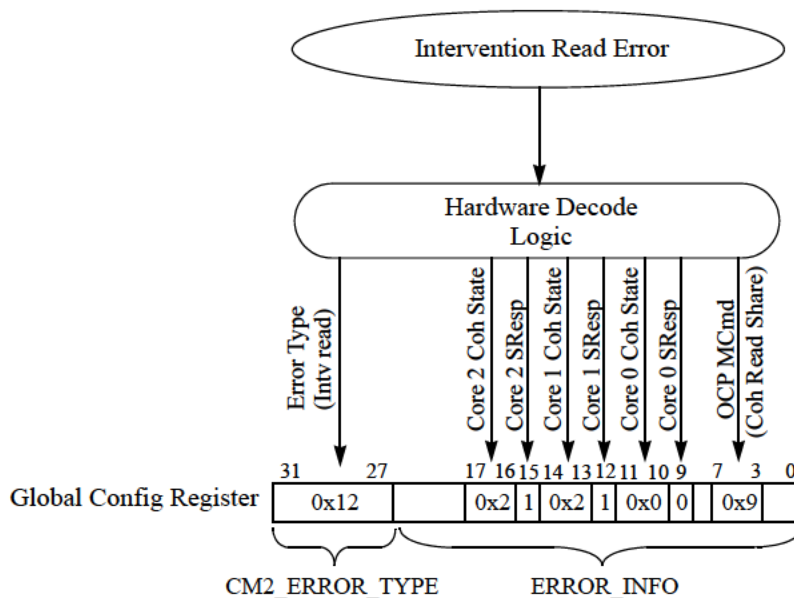 Intervention Read Error
Hardware Decode
Logic
Error Type
(Intv read)
Core 2 Coh State
Core 2 SResp
Core 1 Coh State
Core 1 SResp
Core 0 Coh State
Core 0 SResp
OCP MCmd
(Coh Read Share)
31 27 17 16 15 14 13 12 11 10 9 7 3 0
Global Config Register 0x12 0x2 1 0x2 1 0x0 0 0x9
CM2_ERROR_TYPE ERROR_INFO